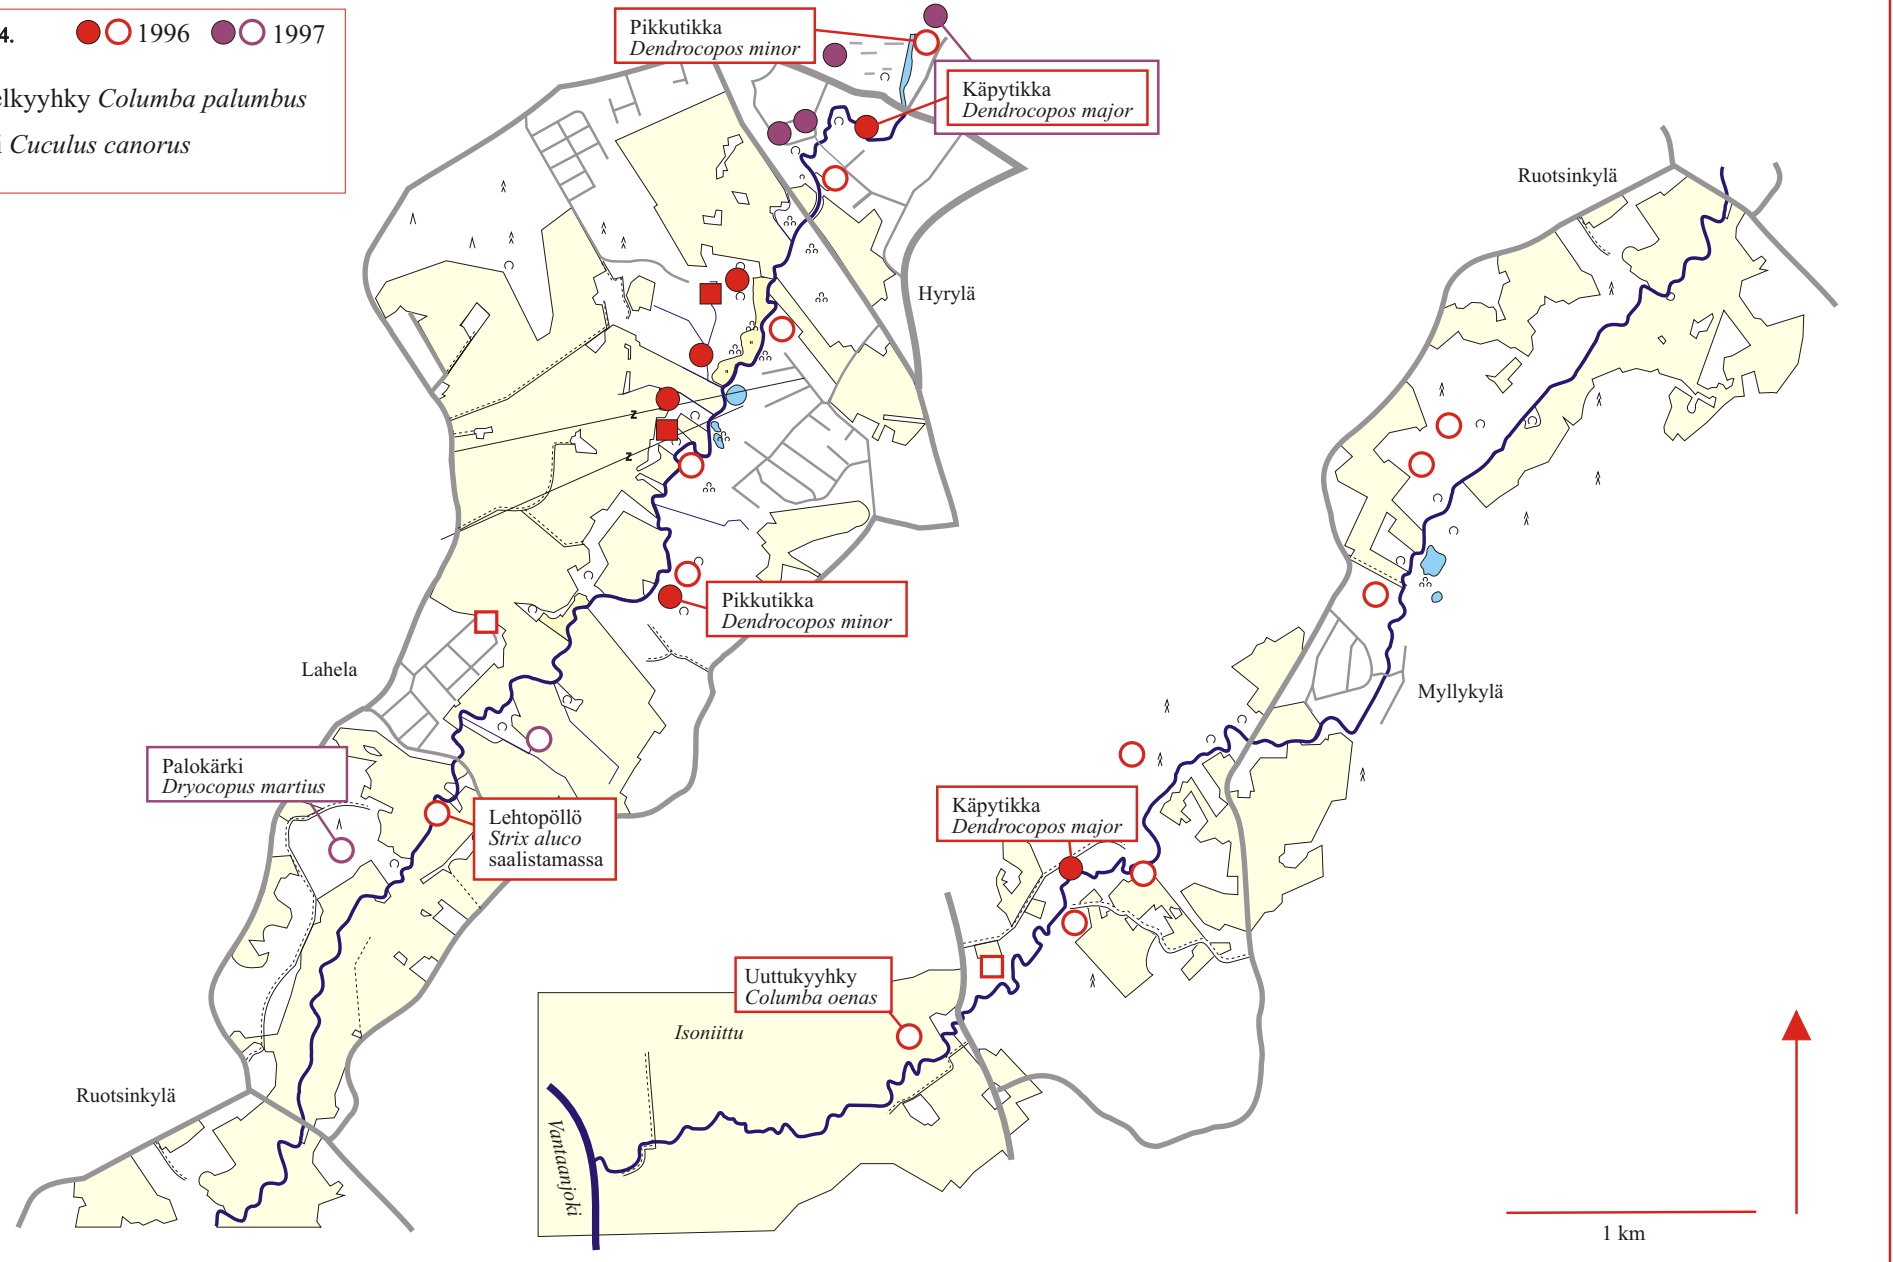 4. 1996 1997
elkyyhky Columba palumbus
i Cuculus canorus
Pikkutikka
Dendrocopos minor
Käpytikka
Dendrocopos major
Ruotsinkylä
Hyrylä
z
z
Pikkutikka
Dendrocopos minor
Lahela
Myllykylä
Palokärki
Dryocopus martius
Lehtopöllö
Strix aluco
saalistamassa
Käpytikka
Dendrocopos major
Uuttukyyhky
Columba oenas
Isoniittu
Ruotsinkylä
Vantaanjoki
1 km